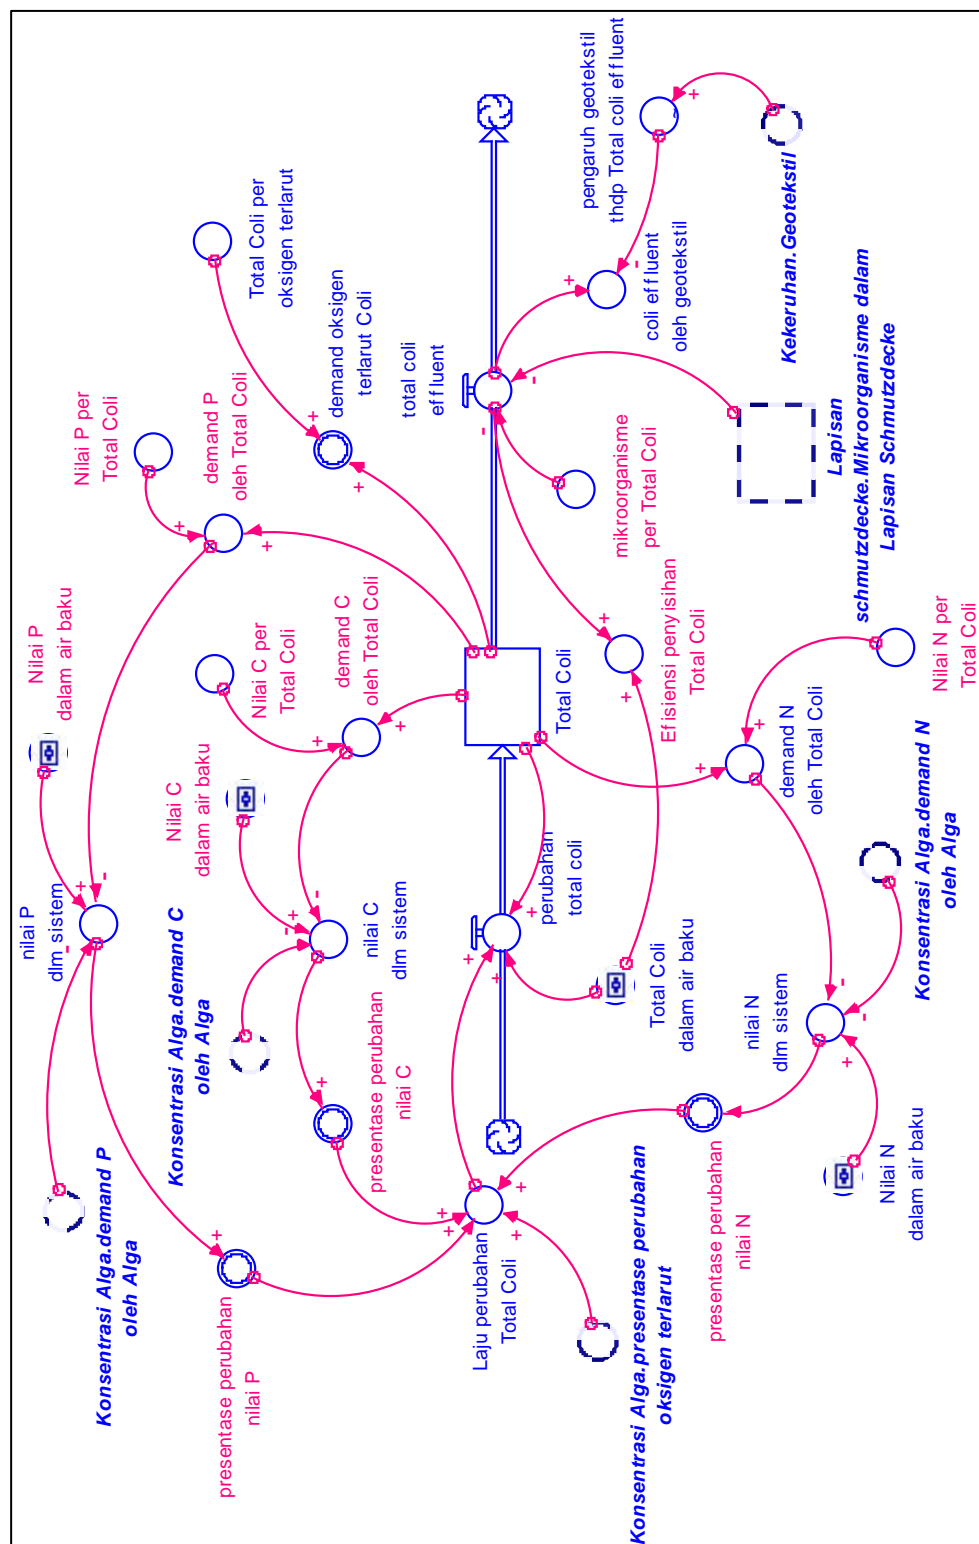 Konsentrasi Alga.demand P
oleh Alga
presentase perubahan
nilai P
nilai P
dlm sistem
Nilai P
dalam air baku
Nilai P per
Total Coli
demand P
oleh Total Coli
Total Coli per
oksigen terlarut
demand oksigen
terlarut Coli
Konsentrasi Alga.demand C
oleh Alga
presentase perubahan
nilai C
nilai C
dlm sistem
Nilai C
dalam air baku
Nilai C per
Total Coli
demand C
oleh Total Coli
Laju perubahan
Total Coli
perubahan
total coli
Total Coli
total coli
effluent
Total Coli
dalam air baku
Efisiensi penyisihan
Total Coli
mikroorganisme
per Total Coli
coli effluent
oleh geotekstil
pengaruh geotekstil
thdp Total coli effluent
Kekeruhan.Geotekstil
Lapisan
schmutzdecke.Mikroorganisme dalam
Lapisan Schmutzdecke
Konsentrasi Alga.presentase perubahan
oksigen terlarut
presentase perubahan
nilai N
nilai N
dlm sistem
Nilai N
dalam air baku
demand N
oleh Total Coli
Nilai N per
Total Coli
Konsentrasi Alga.demand N
oleh Alga